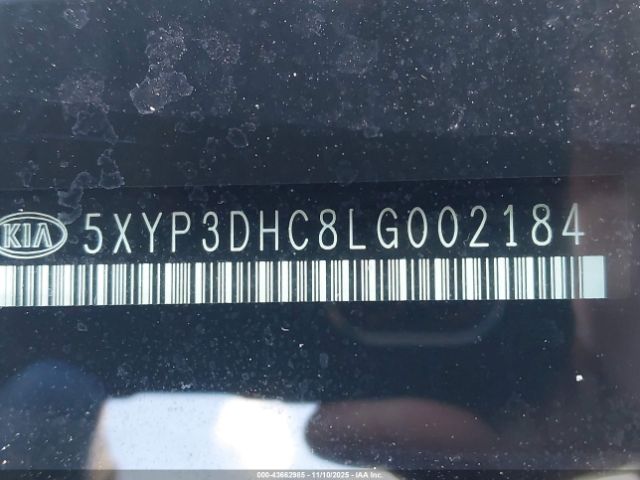 KIA 5XYP3DHC8LG002184
000-43662985 - 11/10/2025 - IAA Inc.